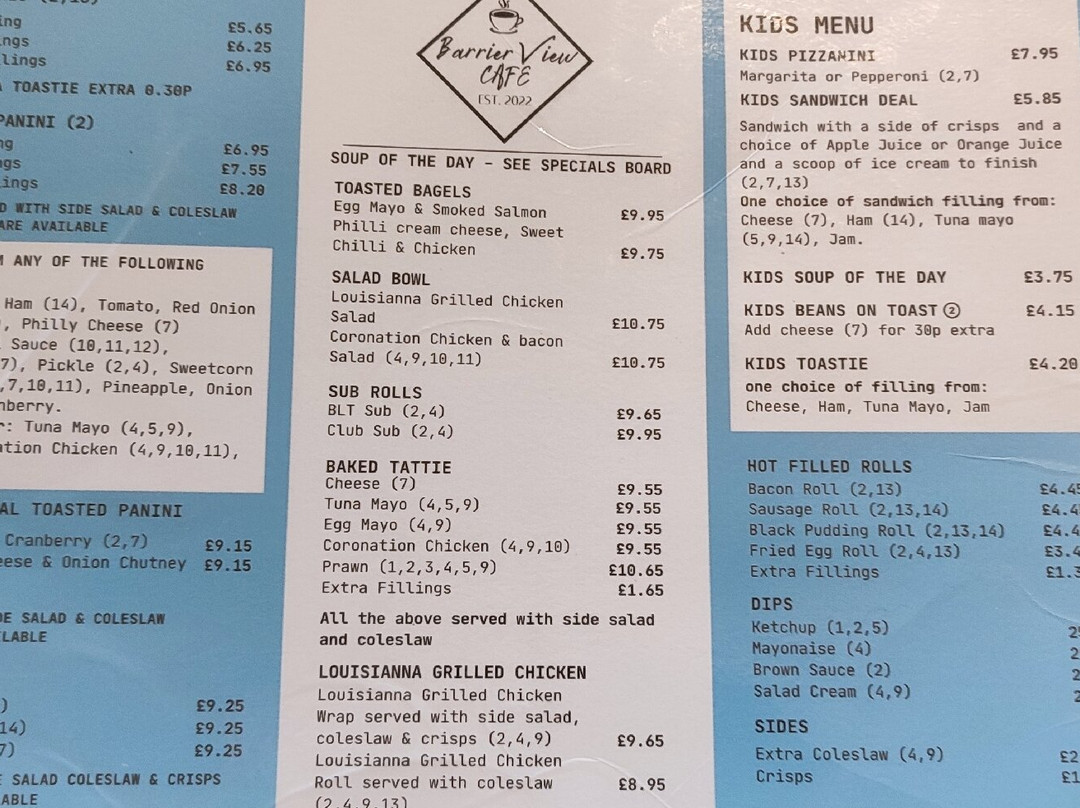 £5.65
£6.25
£6.95
TOASTIE EXTRA 0.30P
PANINI (2)
£6.95
£7.55
£8.20
WITH SIDE SALAD & COLESLAW
ARE AVAILABLE
ANY OF THE FOLLOWING
Ham (14), Tomato, Red Onion
, Philly Cheese (7)
Sauce (10,11,12),
7), Pickle (2,4), Sweetcorn
,7,10,11), Pineapple, Onion
: Tuna Mayo (4,5,9),
Chicken (4,9,10,11),
TOASTED PANINI
Cranberry (2,7) £9.15
& Onion Chutney £9.15
SALAD & COLESLAW
£9.25
14) £9.25
7) £9.25
SALAD COLESLAW & CRISPS
Barrier View
CAFE
EST. 2022
SOUP OF THE DAY - SEE SPECIALS BOARD
TOASTED BAGELS
Egg Mayo & Smoked Salmon £9.95
Philli cream cheese, Sweet
Chilli & Chicken £9.75
SALAD BOWL
Louisianna Grilled Chicken
Salad £10.75
Coronation Chicken & bacon
Salad (4,9,10,11) £10.75
SUB ROLLS
BLT Sub (2,4) £9.65
Club Sub (2,4) £9.95
BAKED TATTIE
Cheese (7) £9.55
Tuna Mayo (4,5,9) £9.55
Egg Mayo (4,9) £9.55
Coronation Chicken (4,9,10) £9.55
Prawn (1,2,3,4,5,9) £10.65
Extra Fillings £1.65
All the above served with side salad
and coleslaw
LOUISIANNA GRILLED CHICKEN
Louisianna Grilled Chicken
Wrap served with side salad,
coleslaw & crisps (2,4,9) £9.65
Louisianna Grilled Chicken
Roll served with coleslaw £8.95
(2,4,9,13)
KIDS MENU
KIDS PIZZANINI £7.95
Margarita or Pepperoni (2,7)
KIDS SANDWICH DEAL £5.85
Sandwich with a side of crisps and a
choice of Apple Juice or Orange Juice
and a scoop of ice cream to finish
(2,7,13)
One choice of sandwich filling from:
Cheese (7), Ham (14), Tuna mayo
(5,9,14), Jam.
KIDS SOUP OF THE DAY £3.75
KIDS BEANS ON TOAST ② £4.15
Add cheese (7) for 30p extra
KIDS TOASTIE £4.20
one choice of filling from:
Cheese, Ham, Tuna Mayo, Jam
HOT FILLED ROLLS
Bacon Roll (2,13)
Sausage Roll (2,13,14)
Black Pudding Roll (2,13,14)
Fried Egg Roll (2,4,13)
Extra Fillings
DIPS
Ketchup (1,2,5)
Mayonaise (4)
Brown Sauce (2)
Salad Cream (4,9)
SIDES
Extra Coleslaw (4,9)
Crisps